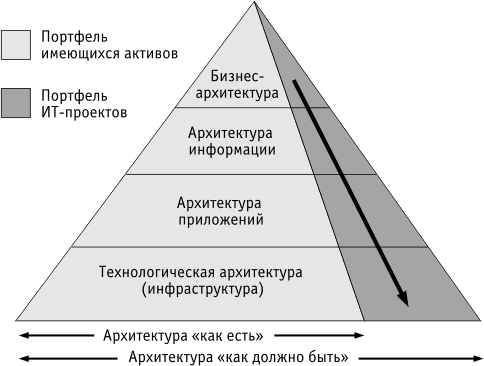 Портфель
имеющихся активов
Портфель
ИТ-проектов
Бизнес-
архитектура
Архитектура
информации
Архитектура
приложений
Технологическая архитектура
(инфраструктура)
Архитектура «как есть»
Архитектура «как должно быть»